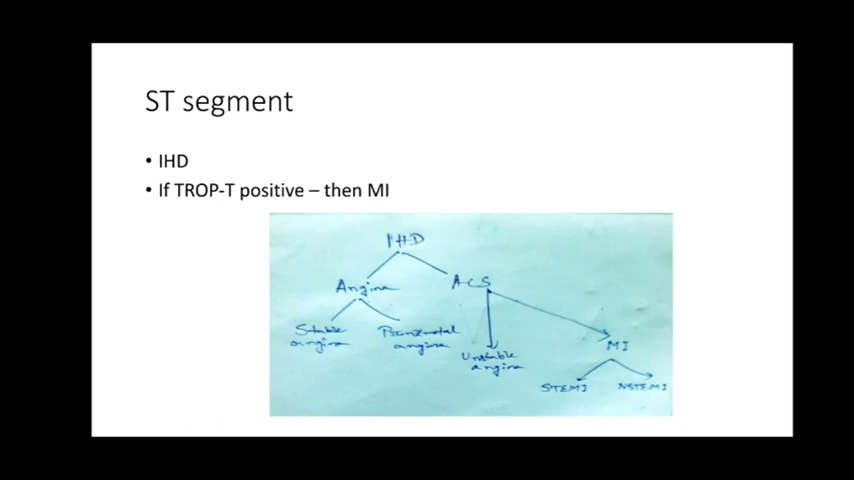 ST segment
• IHD
• If TROP-T positive – then MI
IHD
Angina ACS
Stable angina
Prinzmetal angina
Unstable angina
MI
STEMI NSTEMI